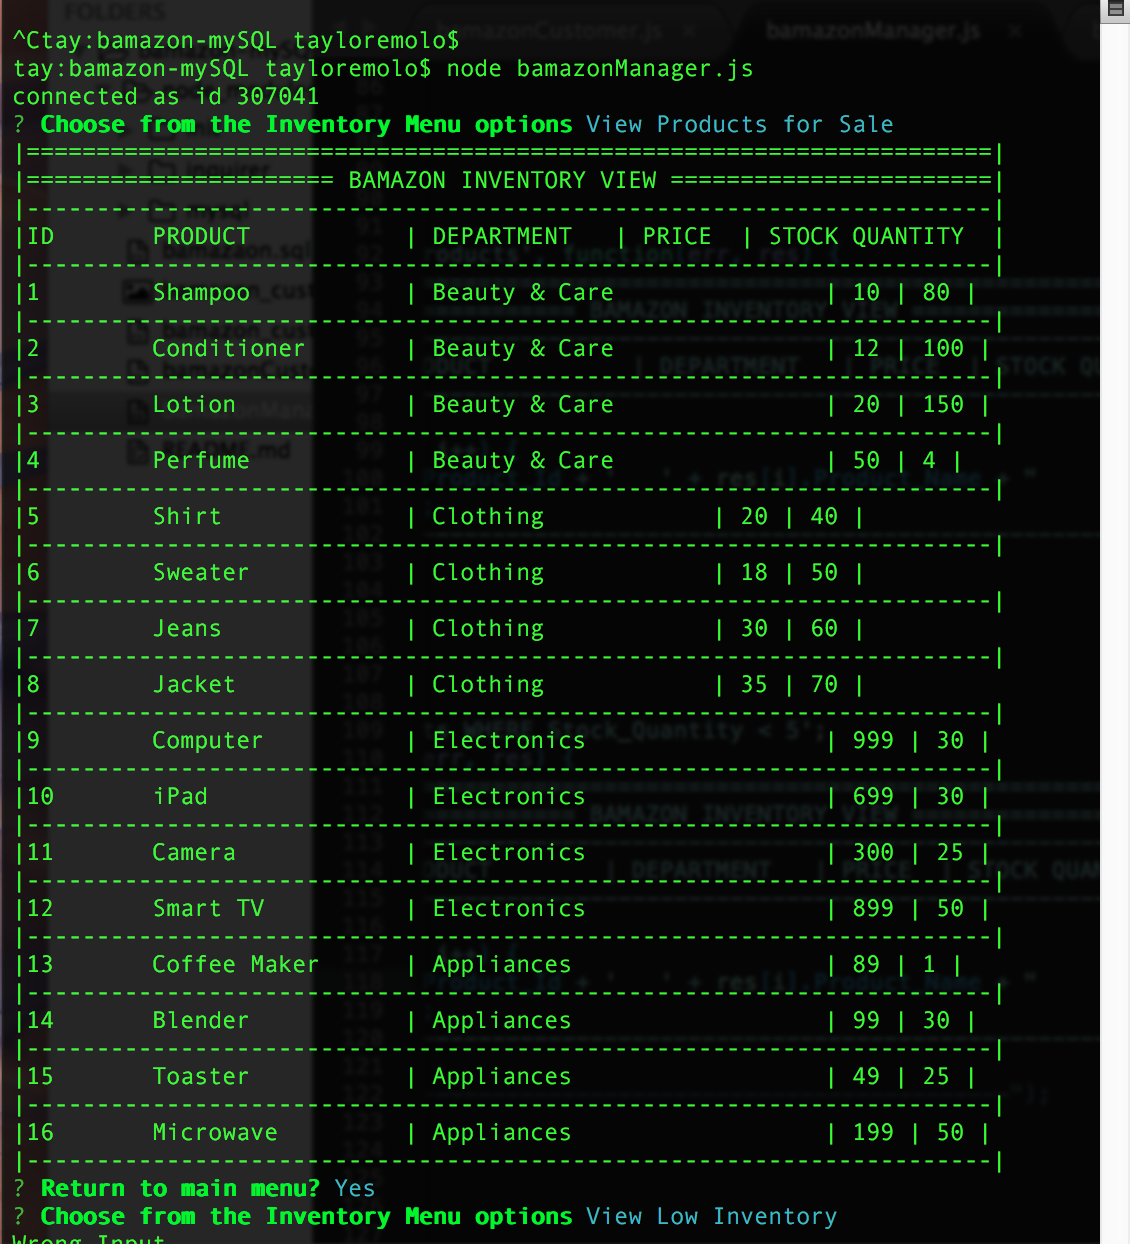 ^Ctay:bamazon-mySQL tayloremolo$
tay:bamazon-mySQL tayloremolo$ node bamazonManager.js
connected as id 307041
? Choose from the Inventory Menu options View Products for Sale
|=====================================================================|
|====================== BAMAZON INVENTORY VIEW =======================|
|---------------------------------------------------------------------|
|ID       PRODUCT           | DEPARTMENT   | PRICE  | STOCK QUANTITY  |
|---------------------------------------------------------------------|
|1        Shampoo           | Beauty & Care               | 10 | 80 |
|---------------------------------------------------------------------|
|2        Conditioner       | Beauty & Care               | 12 | 100 |
|---------------------------------------------------------------------|
|3        Lotion            | Beauty & Care               | 20 | 150 |
|---------------------------------------------------------------------|
|4        Perfume           | Beauty & Care               | 50 | 4 |
|---------------------------------------------------------------------|
|5        Shirt             | Clothing            | 20 | 40 |
|---------------------------------------------------------------------|
|6        Sweater           | Clothing            | 18 | 50 |
|---------------------------------------------------------------------|
|7        Jeans             | Clothing            | 30 | 60 |
|---------------------------------------------------------------------|
|8        Jacket            | Clothing            | 35 | 70 |
|---------------------------------------------------------------------|
|9        Computer          | Electronics                 | 999 | 30 |
|---------------------------------------------------------------------|
|10       iPad              | Electronics                 | 699 | 30 |
|---------------------------------------------------------------------|
|11       Camera            | Electronics                 | 300 | 25 |
|---------------------------------------------------------------------|
|12       Smart TV          | Electronics                 | 899 | 50 |
|---------------------------------------------------------------------|
|13       Coffee Maker      | Appliances                  | 89 | 1 |
|---------------------------------------------------------------------|
|14       Blender           | Appliances                  | 99 | 30 |
|---------------------------------------------------------------------|
|15       Toaster           | Appliances                  | 49 | 25 |
|---------------------------------------------------------------------|
|16       Microwave         | Appliances                  | 199 | 50 |
|---------------------------------------------------------------------|
? Return to main menu? Yes
? Choose from the Inventory Menu options View Low Inventory
Wrong Input